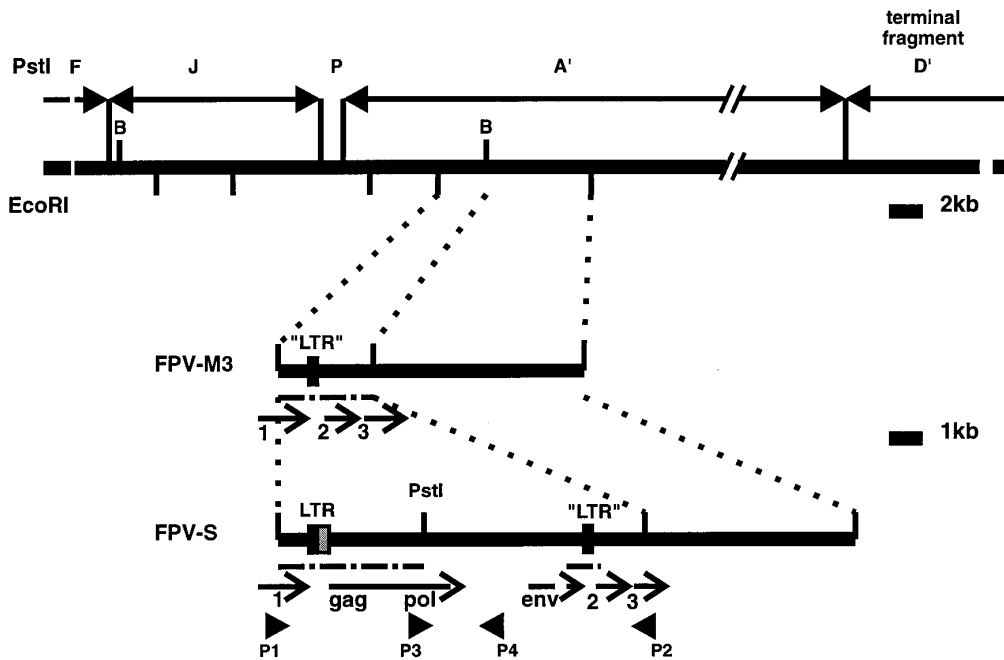 terminal
fragment
PstI F J P A' D'
B B
EcoRI
2kb
"LTR"
FPV-M3
1 2 3
1kb
PstI
LTR "LTR"
FPV-S
1 gag pol env 2 3
P1 P3 P4 P2